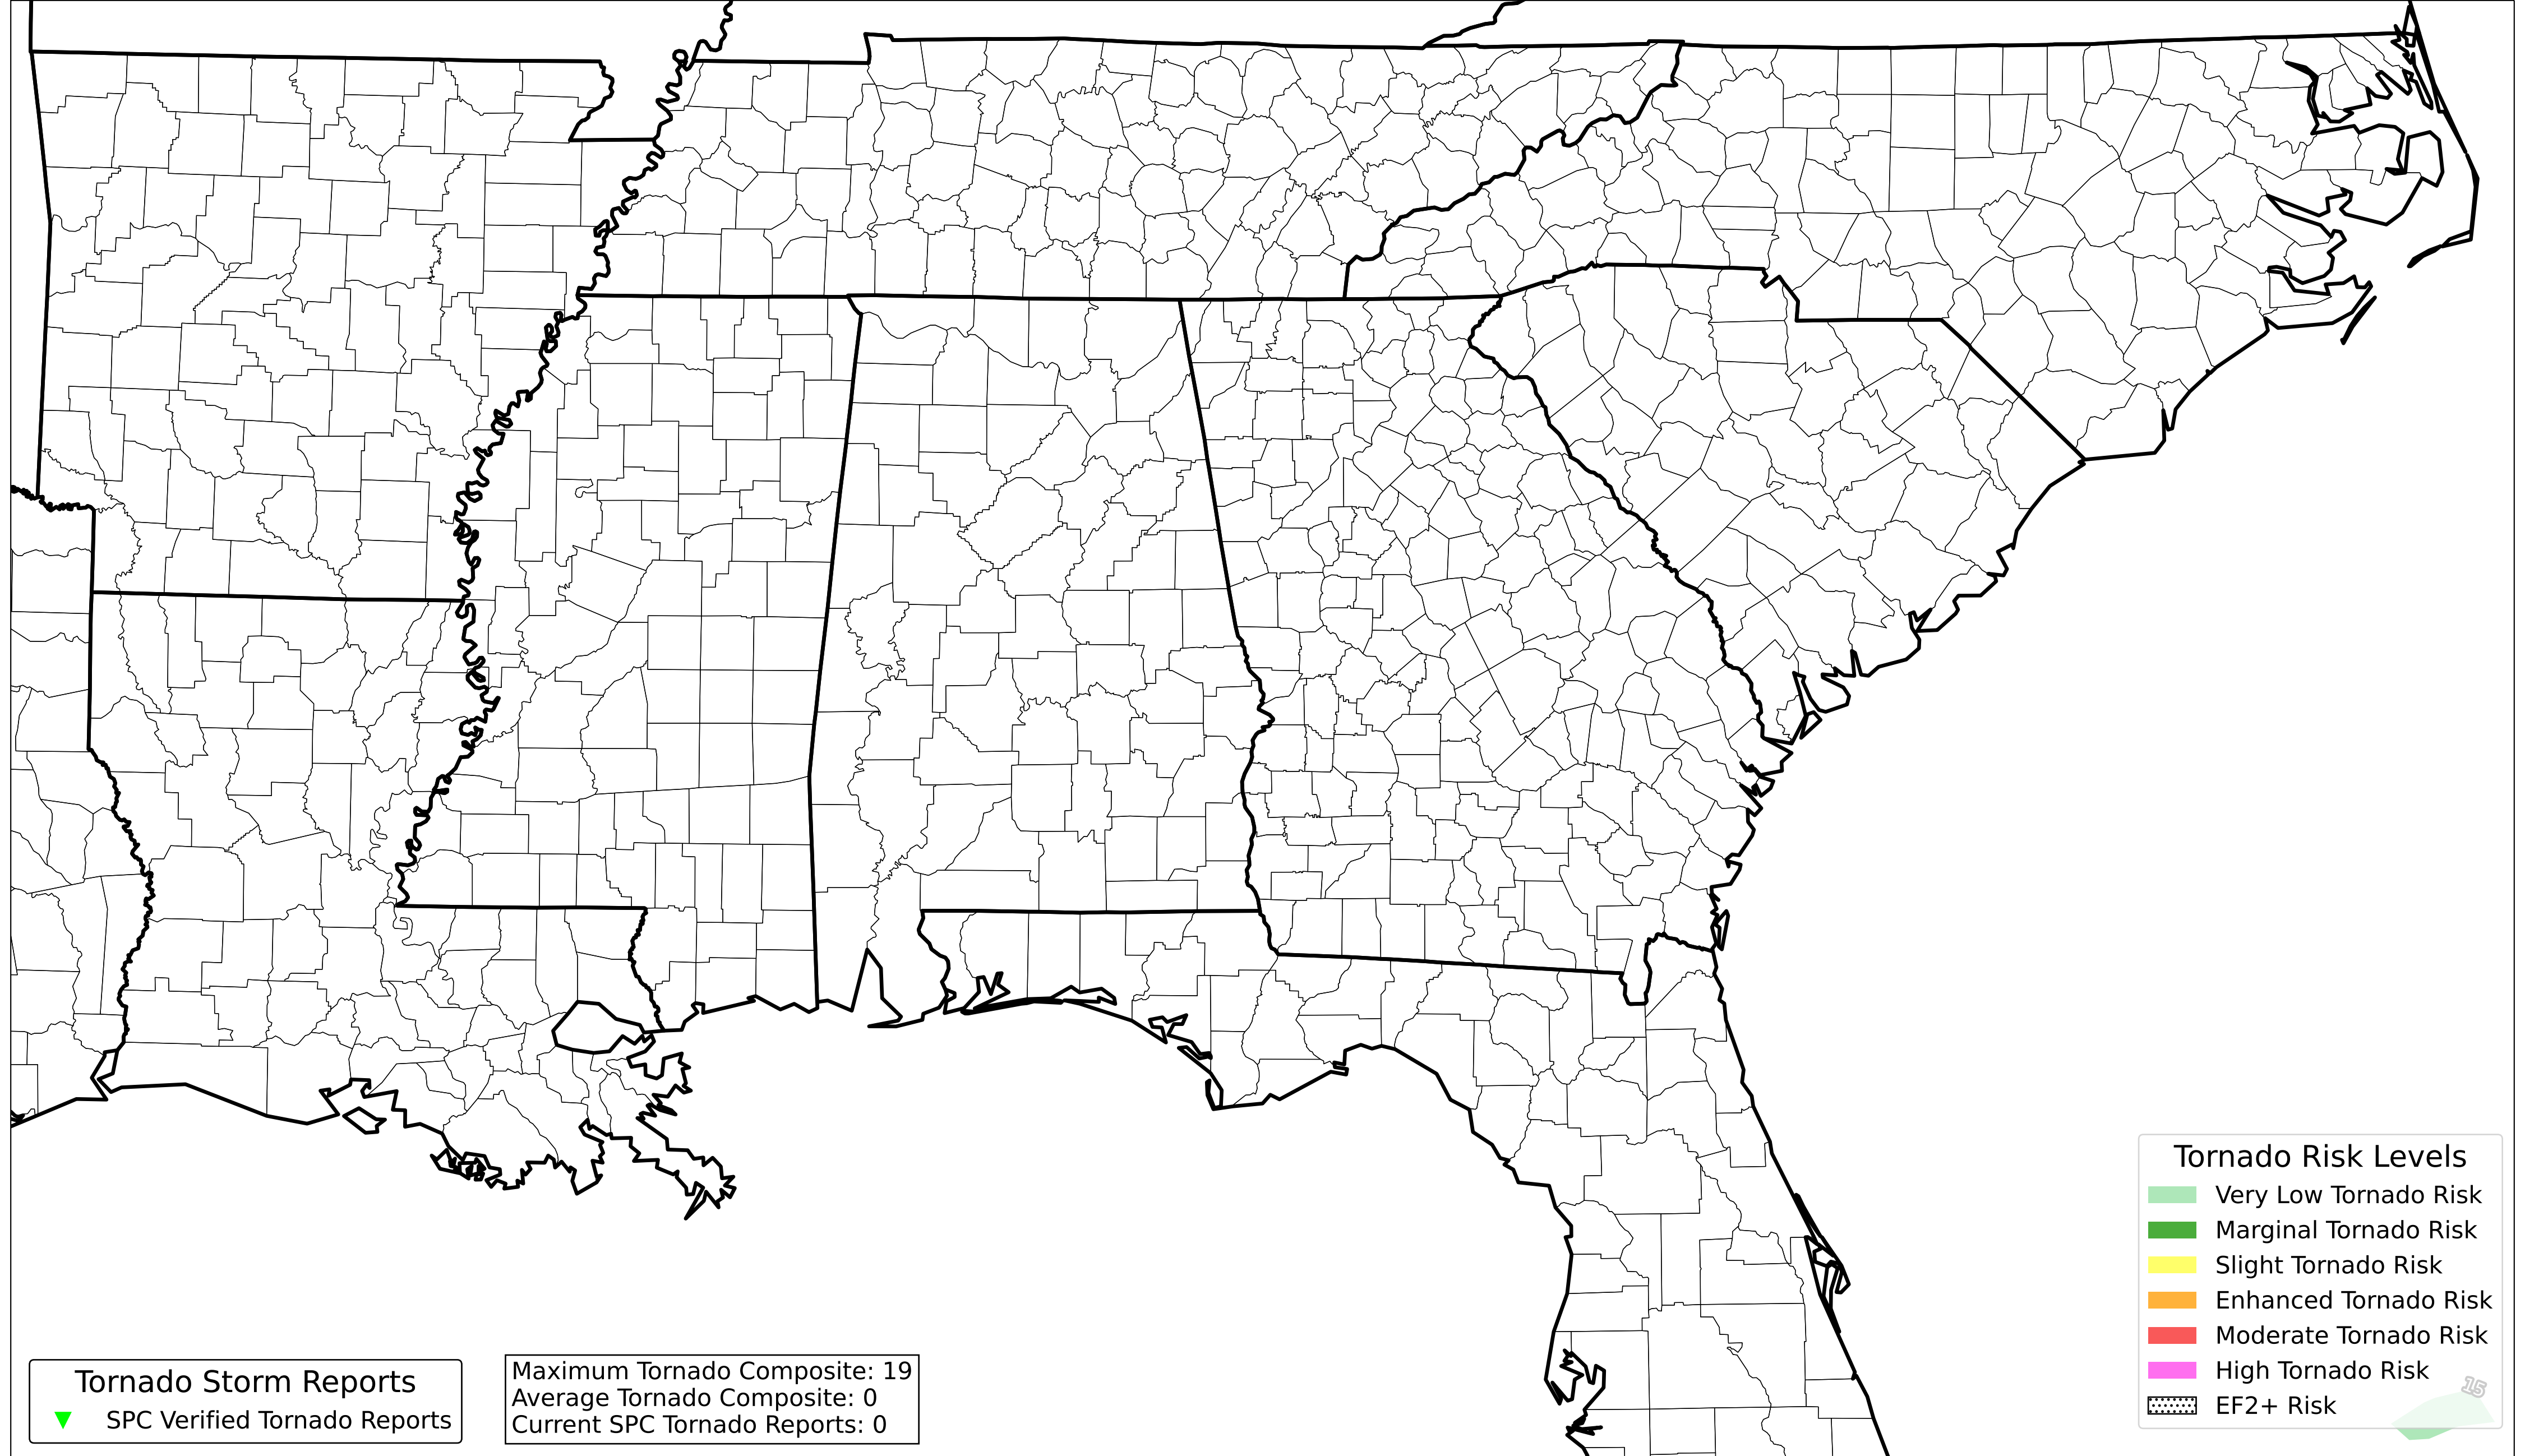 Tornado Storm Reports
SPC Verified Tornado Reports
Maximum Tornado Composite: 19
Average Tornado Composite: 0
Current SPC Tornado Reports: 0
Tornado Risk Levels
Very Low Tornado Risk
Marginal Tornado Risk
Slight Tornado Risk
Enhanced Tornado Risk
Moderate Tornado Risk
High Tornado Risk
15
EF2+ Risk